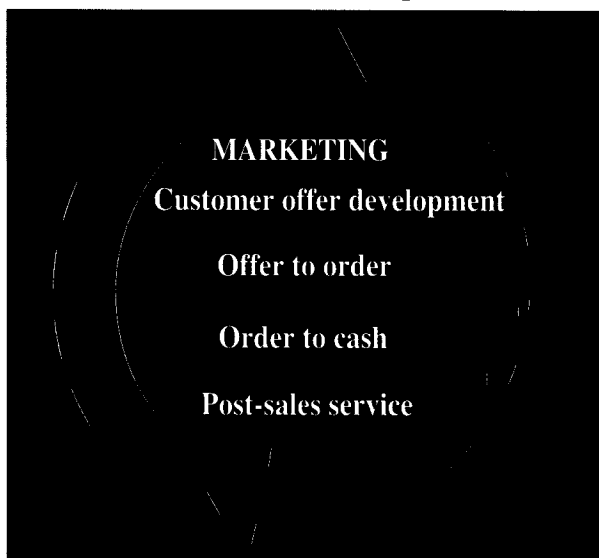 MARKETING
Customer offer development
Offer to order
Order to cash
Post-sales service